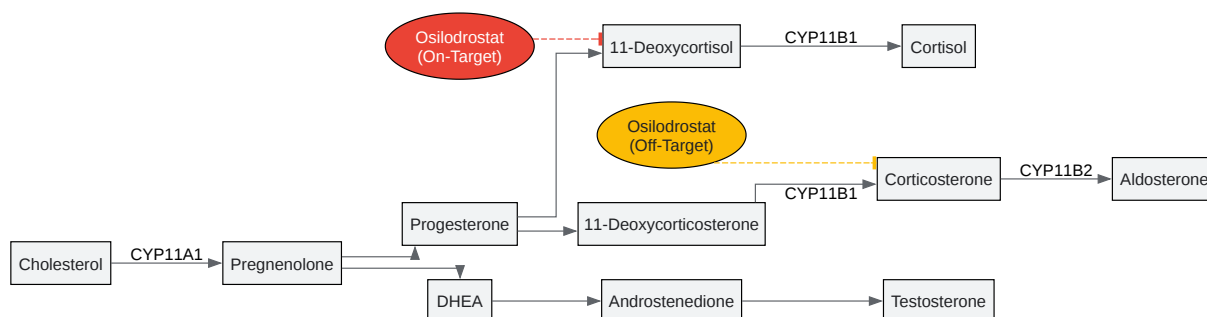 Osilodrostat
(On-Target)
11-Deoxycortisol
CYP11B1
Cortisol
Osilodrostat
(Off-Target)
Corticosterone
CYP11B2
Aldosterone
CYP11B1
Progesterone
11-Deoxycorticosterone
Cholesterol
CYP11A1
Pregnenolone
DHEA
Androstenedione
Testosterone